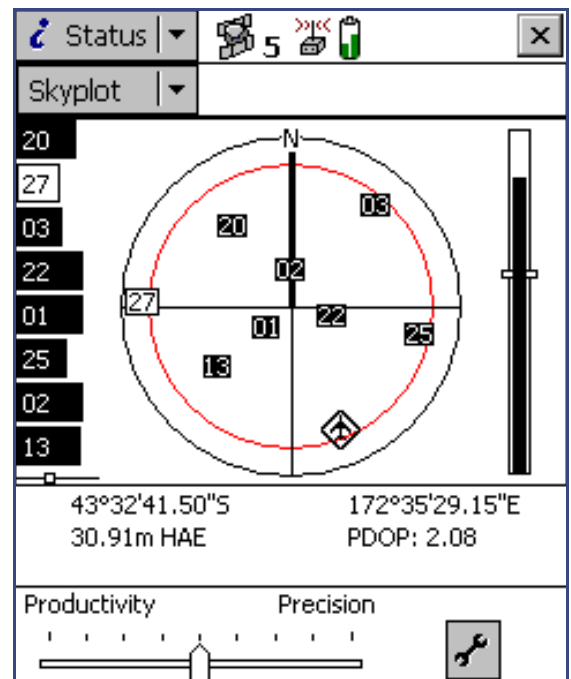 i Status
5
Skyplot
N
20
27
03
22
01
25
02
13
20
03
02
27
01
22
25
13
43°32'41.50"S 172°35'29.15"E
30.91m HAE PDOP: 2.08
Productivity Precision